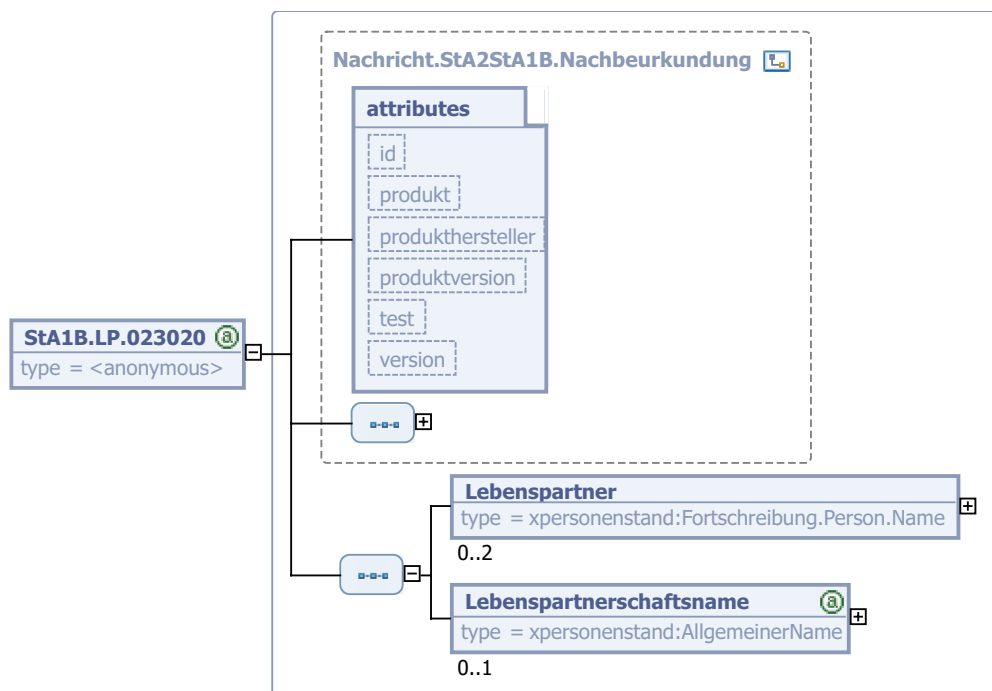 Nachricht.StA2StA1B.Nachbeurkundung
attributes
id
produkt
produkthersteller
produktversion
test
version
StA1B.LP.023020
type = <anonymous>
Lebenspartner
type = xpersonenstand:Fortschreibung.Person.Name
0..2
Lebenspartnerschaftsname
type = xpersonenstand:AllgemeinerName
0..1